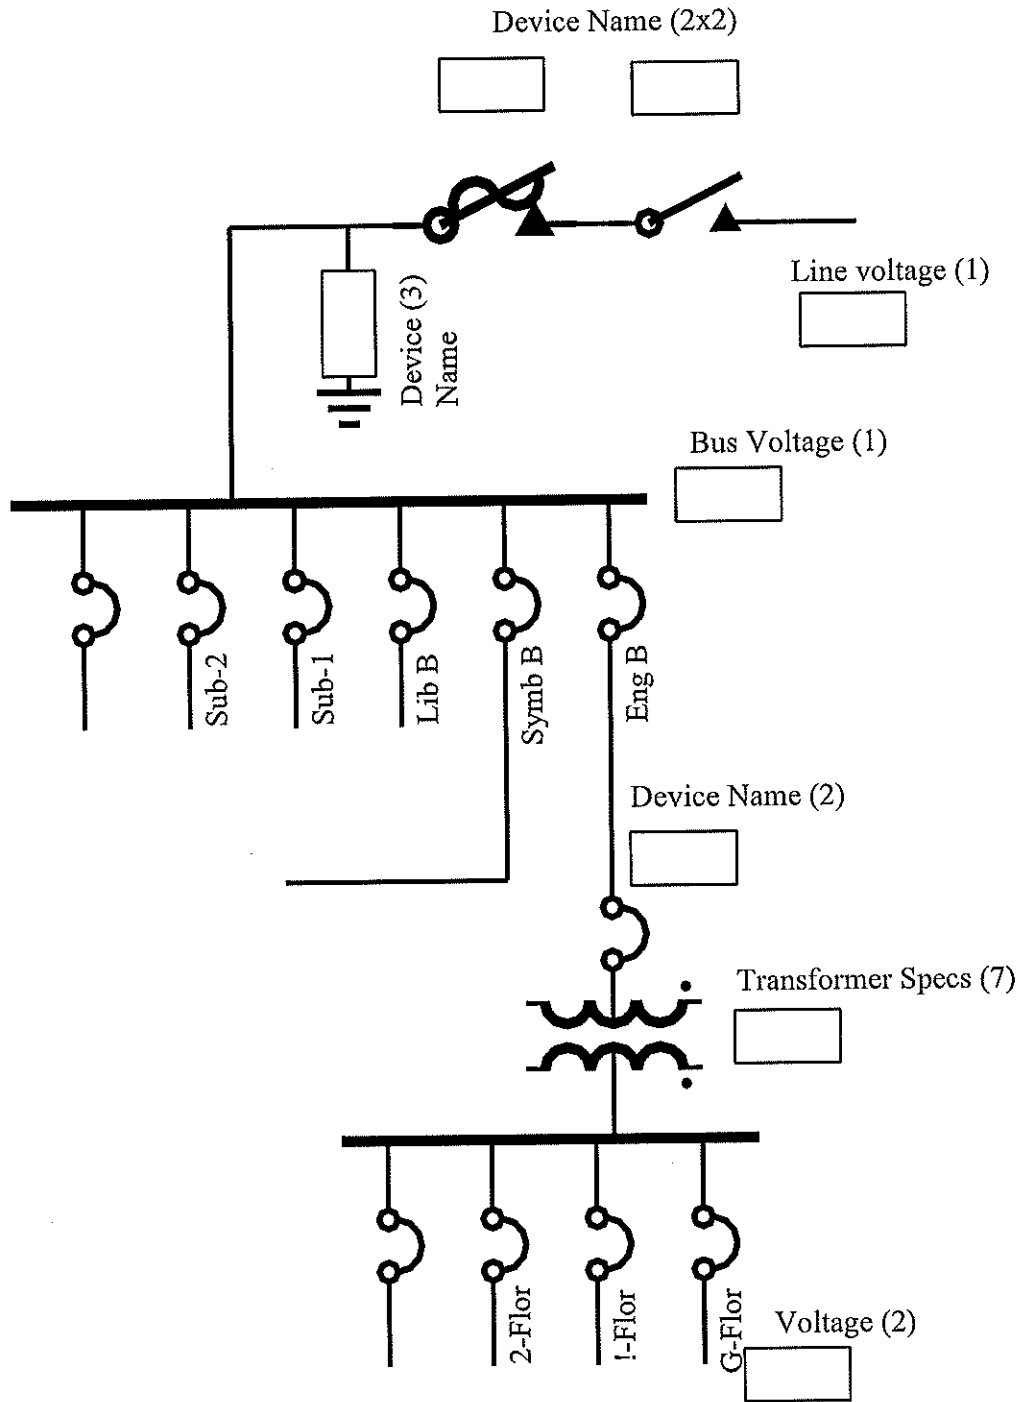 Device Name (2x2)
Line voltage (1)
Device (3)
Name
Bus Voltage (1)
Sub-2
Sub-1
Lib B
Symb B
Eng B
Device Name (2)
Transformer Specs (7)
2-Flor
!-Flor
G-Flor
Voltage (2)